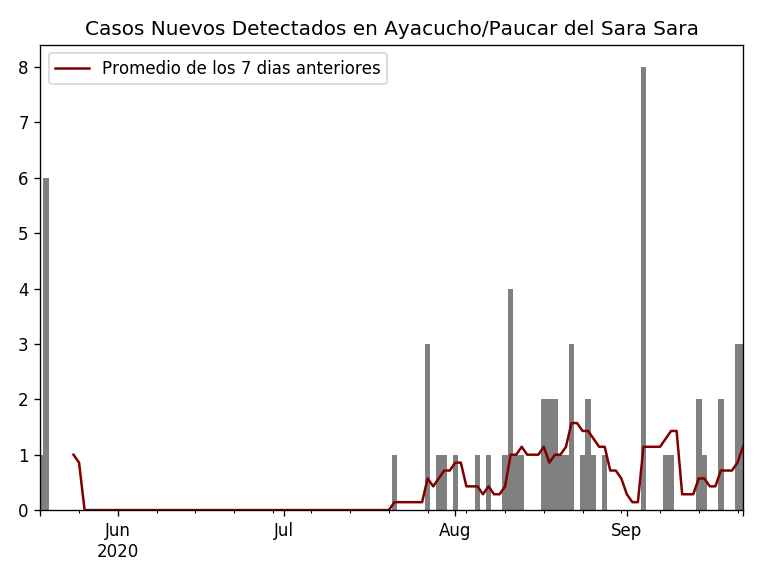 Casos Nuevos Detectados en Ayacucho/Paucar del Sara Sara
Promedio de los 7 dias anteriores
8
7
6
5
4
3
2
1
0
Jun
2020
Jul
Aug
Sep